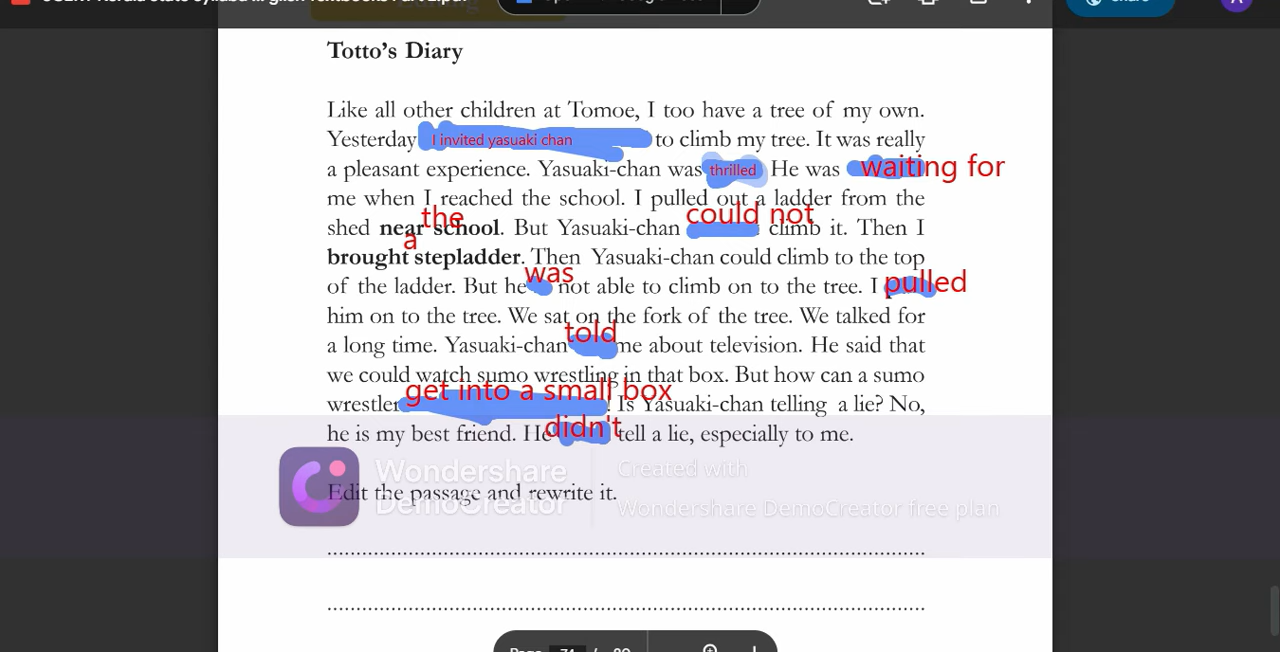 Totto's Diary
Like all other children at Tomoe, I too have a tree of my own.
Yesterday I invited yasuaki chan to climb my tree. It was really
a pleasant experience. Yasuaki-chan was thrilled He was waiting for
me when I reached the school. I pulled out a ladder from the
shed near the school. But Yasuaki-chan could not climb it. Then I
brought a stepladder. Then Yasuaki-chan could climb to the top
of the ladder. But he was not able to climb on to the tree. I pulled
him on to the tree. We sat on the fork of the tree. We talked for
a long time. Yasuaki-chan told me about television. He said that
we could watch sumo wrestling in that box. But how can a sumo
wrestler get into a small box! Is Yasuaki-chan telling a lie? No,
he is my best friend. He didn't tell a lie, especially to me.
Wondershare
DemoCreator
Created with
Wondershare DemoCreator free plan
Edit the passage and rewrite it.
Page 71 / 80